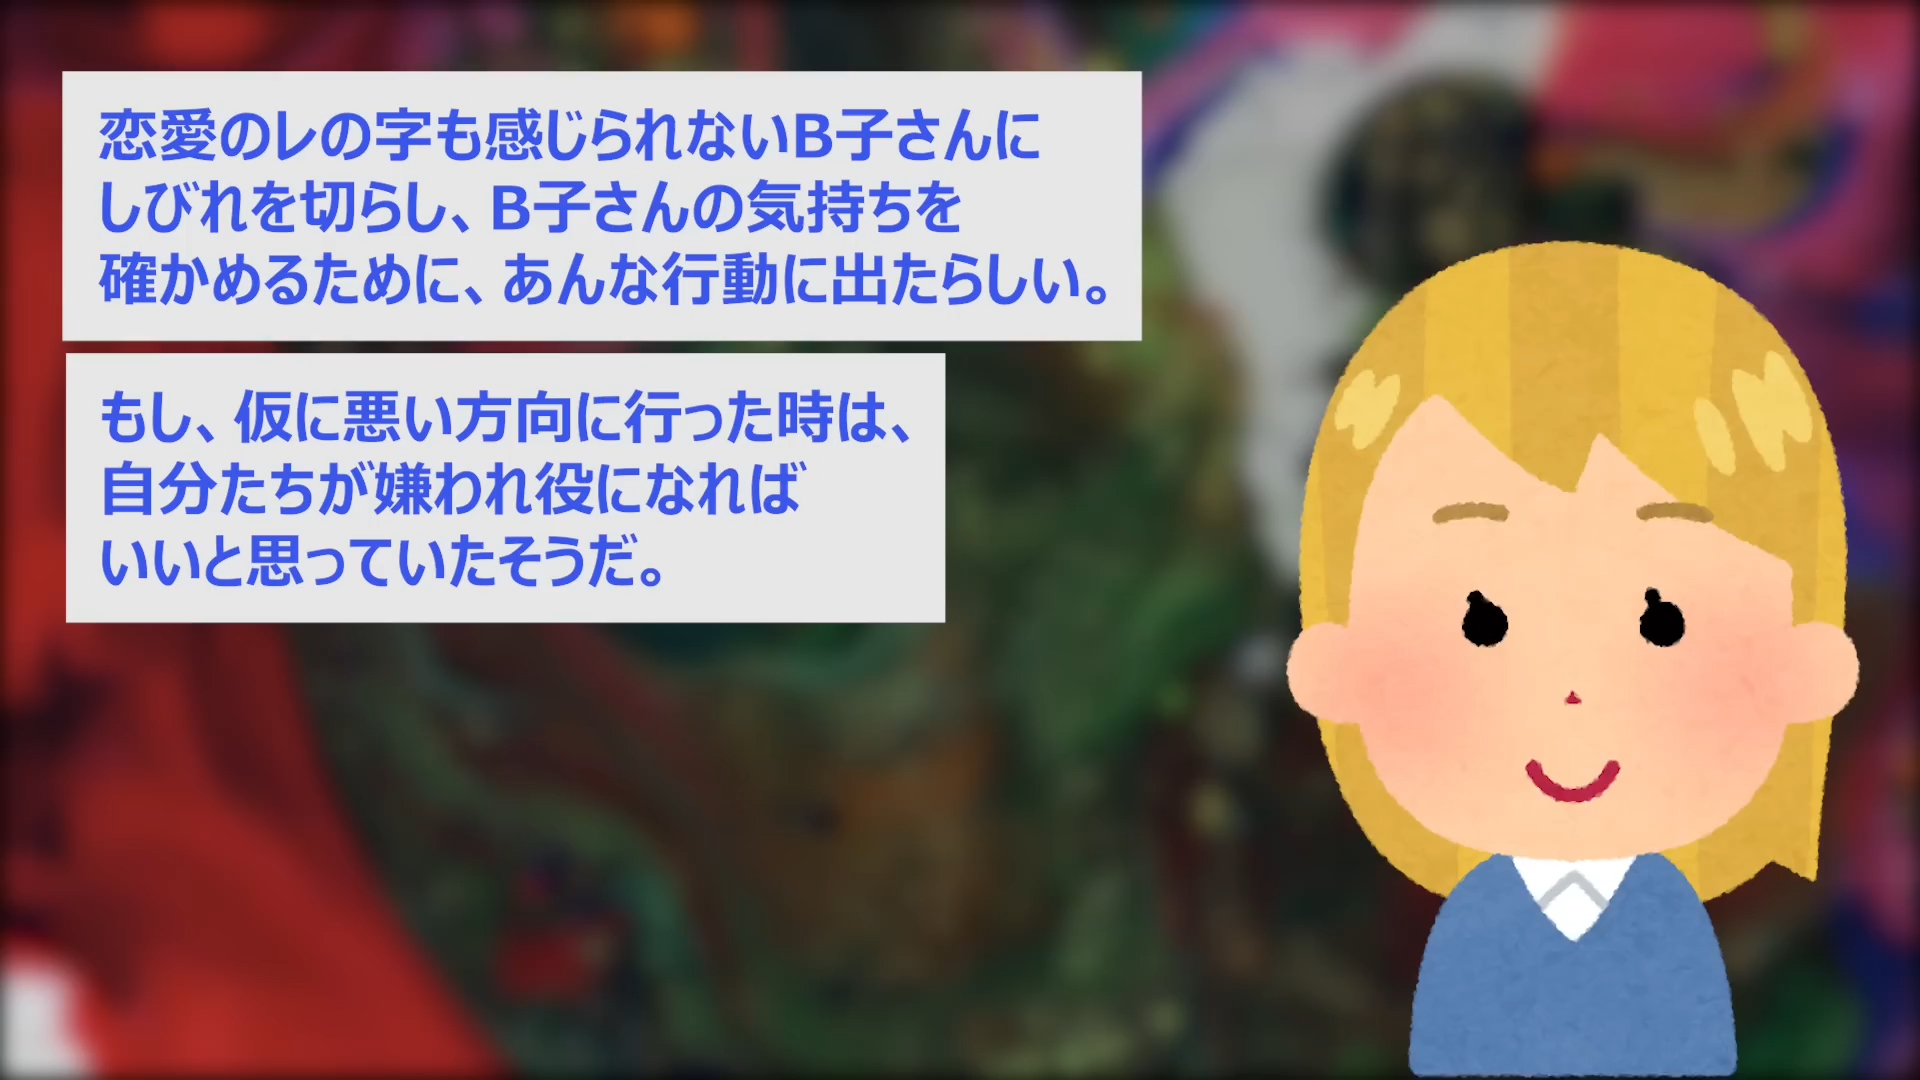 恋愛のレの字も感じられないB子さんに
しびれを切らし、B子さんの気持ちを
確かめるために、あんな行動に出たらしい。
もし、仮に悪い方向に行った時は、
自分たちが嫌われ役になれば
いいと思っていたそうだ。